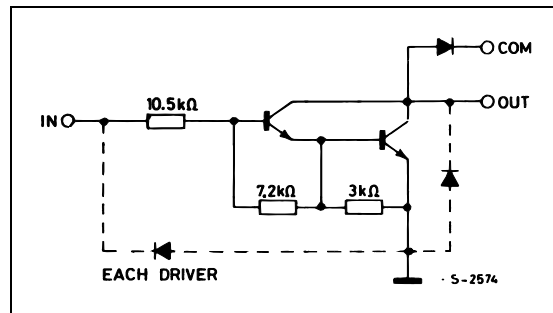 COM
10.5kΩ
OUT
IN
7.2kΩ
3kΩ
EACH DRIVER
S-2574